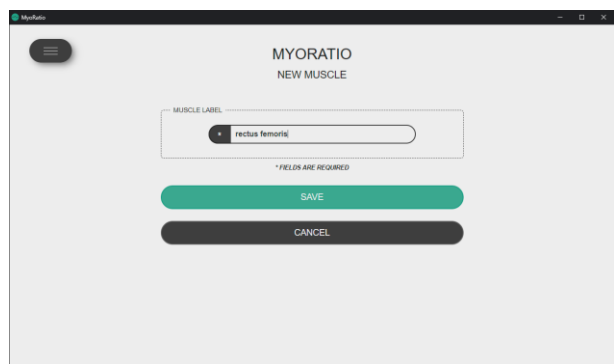 MyoRatio
MYORATIO
NEW MUSCLE
MUSCLE LABEL
* rectus femoris
* FIELDS ARE REQUIRED
SAVE
CANCEL